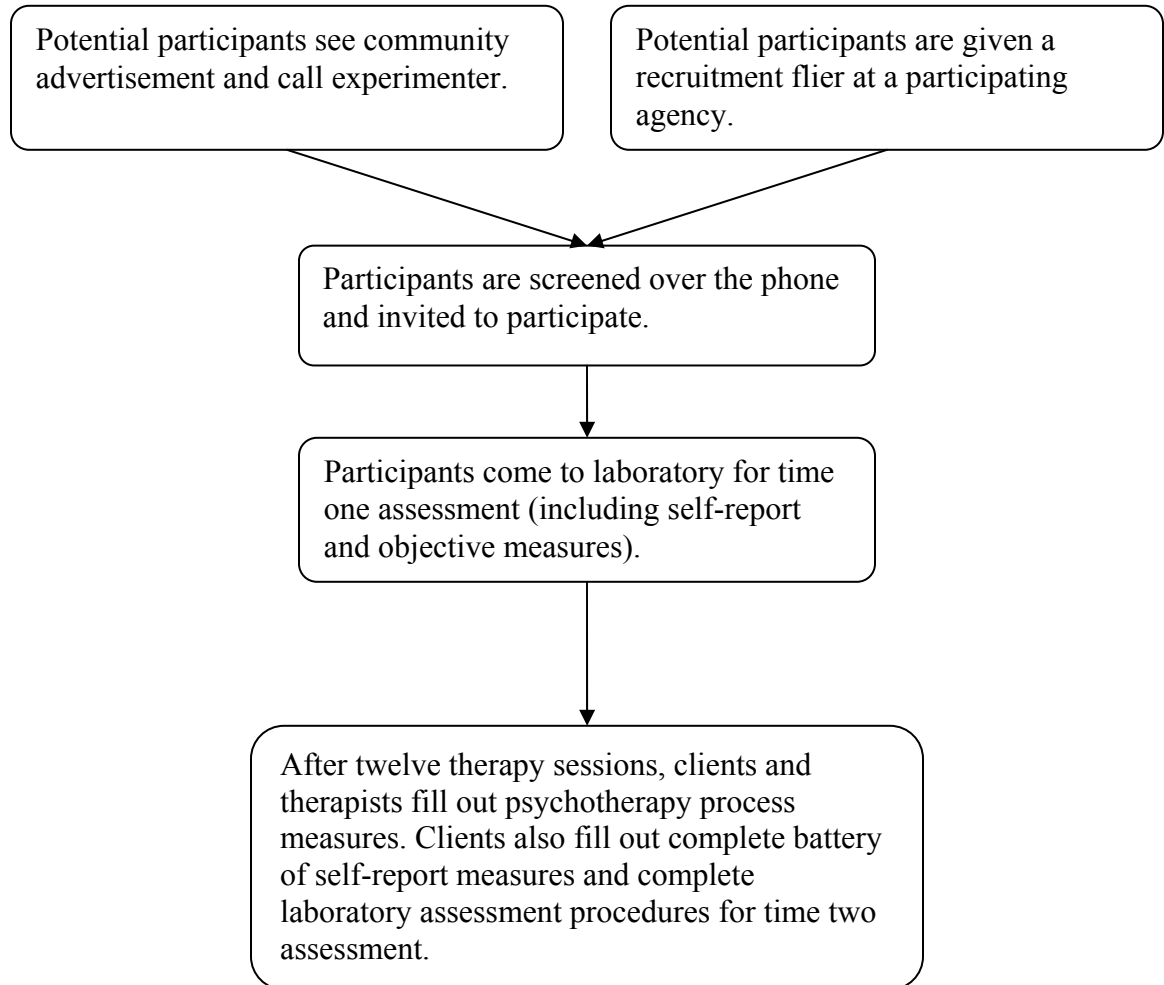 Potential participants see community
advertisement and call experimenter.
Potential participants are given a
recruitment flier at a participating
agency.
Participants are screened over the phone
and invited to participate.
Participants come to laboratory for time
one assessment (including self-report
and objective measures).
After twelve therapy sessions, clients and
therapists fill out psychotherapy process
measures. Clients also fill out complete battery
of self-report measures and complete
laboratory assessment procedures for time two
assessment.